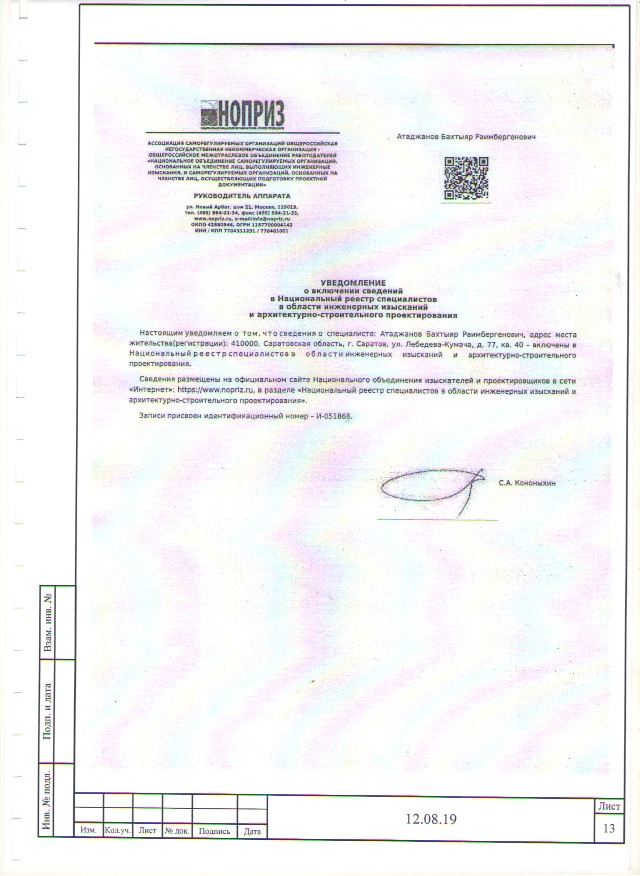 НОПРИЗ
АССОЦИАЦИЯ САМОРЕГУЛИРУЕМЫХ ОРГАНИЗАЦИЙ ОБЩЕРОССИЙСКАЯ
НЕГОСУДАРСТВЕННАЯ НЕКОММЕРЧЕСКАЯ ОРГАНИЗАЦИЯ -
ОБЩЕРОССИЙСКОЕ МЕЖОТРАСЛЕВОЕ ОБЪЕДИНЕНИЕ РАБОТОДАТЕЛЕЙ
«НАЦИОНАЛЬНОЕ ОБЪЕДИНЕНИЕ САМОРЕГУЛИРУЕМЫХ ОРГАНИЗАЦИЙ,
ОСНОВАННЫХ НА ЧЛЕНСТВЕ ЛИЦ, ВЫПОЛНЯЮЩИХ ИНЖЕНЕРНЫЕ
ИЗЫСКАНИЯ, И САМОРЕГУЛИРУЕМЫХ ОРГАНИЗАЦИЙ, ОСНОВАННЫХ НА
ЧЛЕНСТВЕ ЛИЦ, ОСУЩЕСТВЛЯЮЩИХ ПОДГОТОВКУ ПРОЕКТНОЙ
ДОКУМЕНТАЦИИ»
РУКОВОДИТЕЛЬ АППАРАТА
ул. Новый Арбат, дом 21, Москва, 119019,
тел. (495) 984-21-34, факс (495) 984-21-33,
www.nopriz.ru, e-mail:info@nopriz.ru
ОКПО 42860946, ОГРН 1157700004142
ИНН / КПП 7704311291 / 770401001
Атаджанов Бахтыяр Раимбергенович
УВЕДОМЛЕНИЕ
о включении сведений
в Национальный реестр специалистов
в области инженерных изысканий
и архитектурно-строительного проектирования
Настоящим уведомляем о том, что сведения о специалисте: Атаджанов Бахтыяр Раимбергенович, адрес места
жительства(регистрации): 410000, Саратовская область, г. Саратов, ул. Лебедева-Кумача, д. 77, кв. 40 – включены в
Национальный реестр специалистов в области инженерных изысканий и архитектурно-строительного
проектирования.
Сведения размещены на официальном сайте Национального объединения изыскателей и проектировщиков в сети
«Интернет»: https://www.nopriz.ru, в разделе «Национальный реестр специалистов в области инженерных изысканий и
архитектурно-строительного проектирования».
Записи присвоен идентификационный номер – И-051868.
С.А. Кононыхин
Взам. инв. №
Подп. и дата
Инв. № подл.
Изм. Кол.уч. Лист № док. Подпись Дата
12.08.19
Лист
13